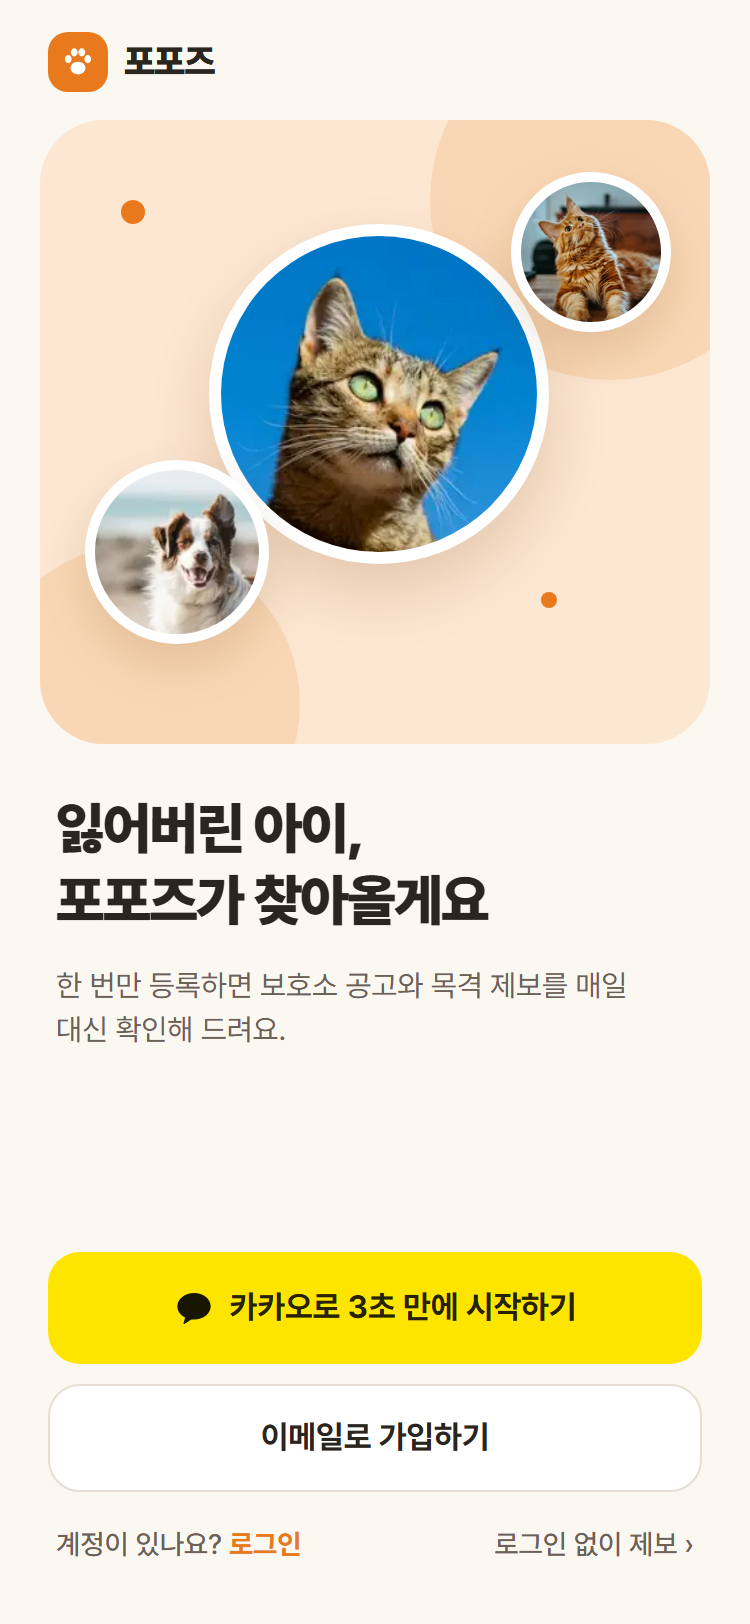 포포즈
잃어버린 아이,
포포즈가 찾아올게요
한 번만 등록하면 보호소 공고와 목격 제보를 매일
대신 확인해 드려요.
카카오로 3초 만에 시작하기
이메일로 가입하기
계정이 있나요? 로그인
로그인 없이 제보 ›